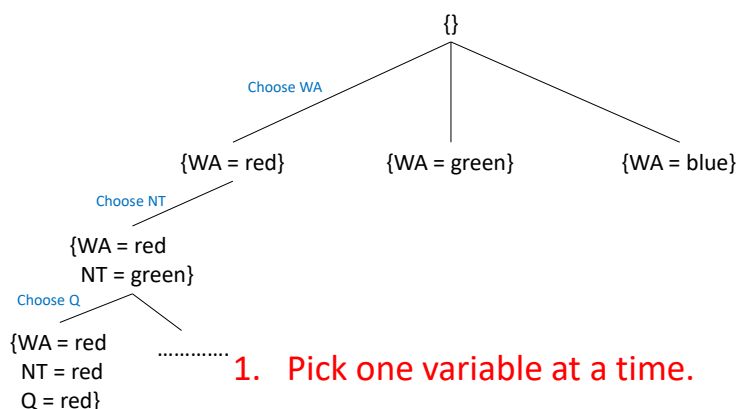 {}
Choose WA
{WA = red} {WA = green} {WA = blue}
Choose NT
{WA = red
NT = green}
Choose Q
{WA = red
NT = red
Q = red}
………….
1. Pick one variable at a time.